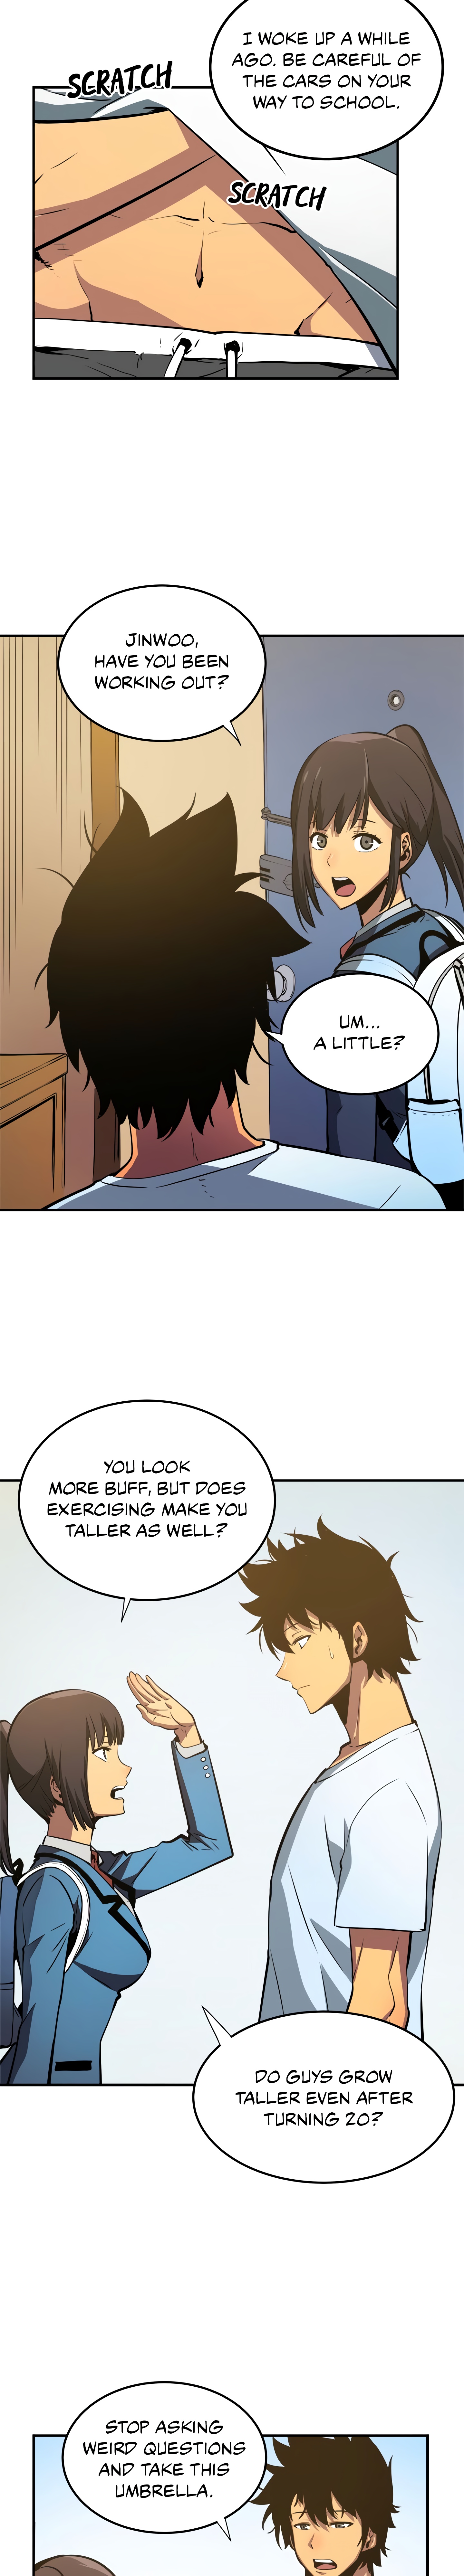 I WOKE UP A WHILE
AGO. BE CAREFUL OF
THE CARS ON YOUR
WAY TO SCHOOL.
SCRATCH
SCRATCH
JINWOO,
HAVE YOU BEEN
WORKING OUT?
UM...
A LITTLE?
YOU LOOK
MORE BUFF, BUT DOES
EXERCISING MAKE YOU
TALLER AS WELL?
DO GUYS GROW
TALLER EVEN AFTER
TURNING 20?
STOP ASKING
WEIRD QUESTIONS
AND TAKE THIS
UMBRELLA.